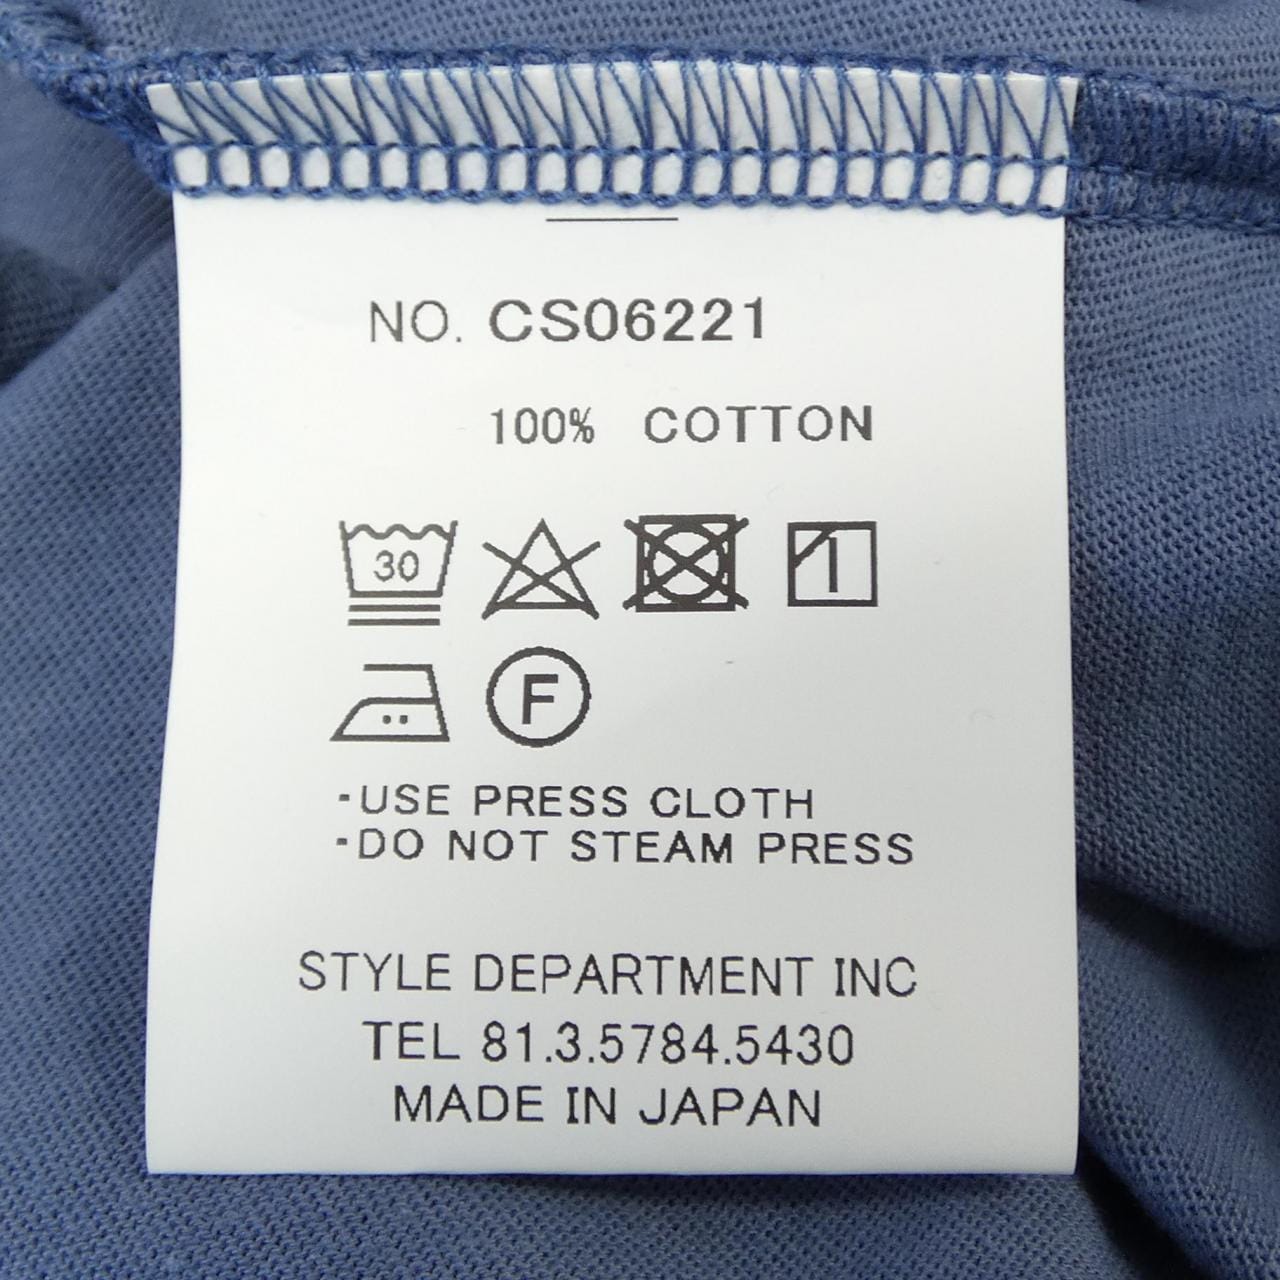 NO. CS06221
100% COTTON
30
F
·USE PRESS CLOTH
·DO NOT STEAM PRESS
STYLE DEPARTMENT INC
TEL 81.3.5784.5430
MADE IN JAPAN